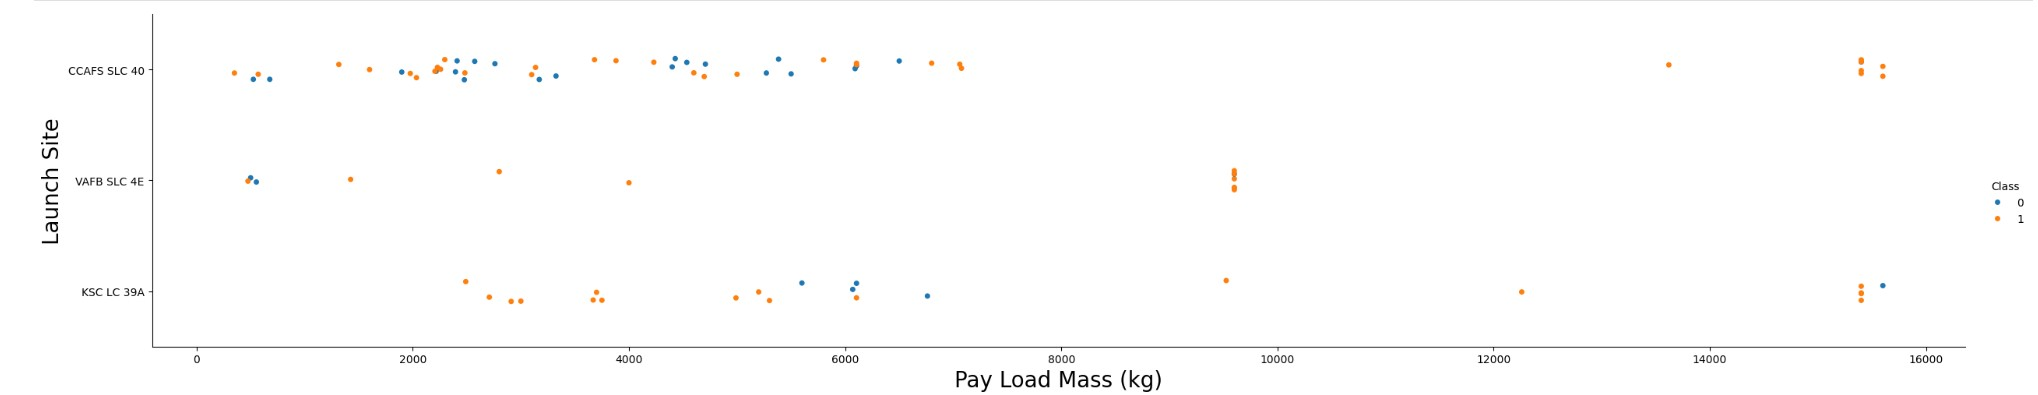 Launch Site
CCAFS SLC 40
VAFB SLC 4E
KSC LC 39A
0 2000 4000 6000 8000 10000 12000 14000 16000
Pay Load Mass (kg)
Class
0
1